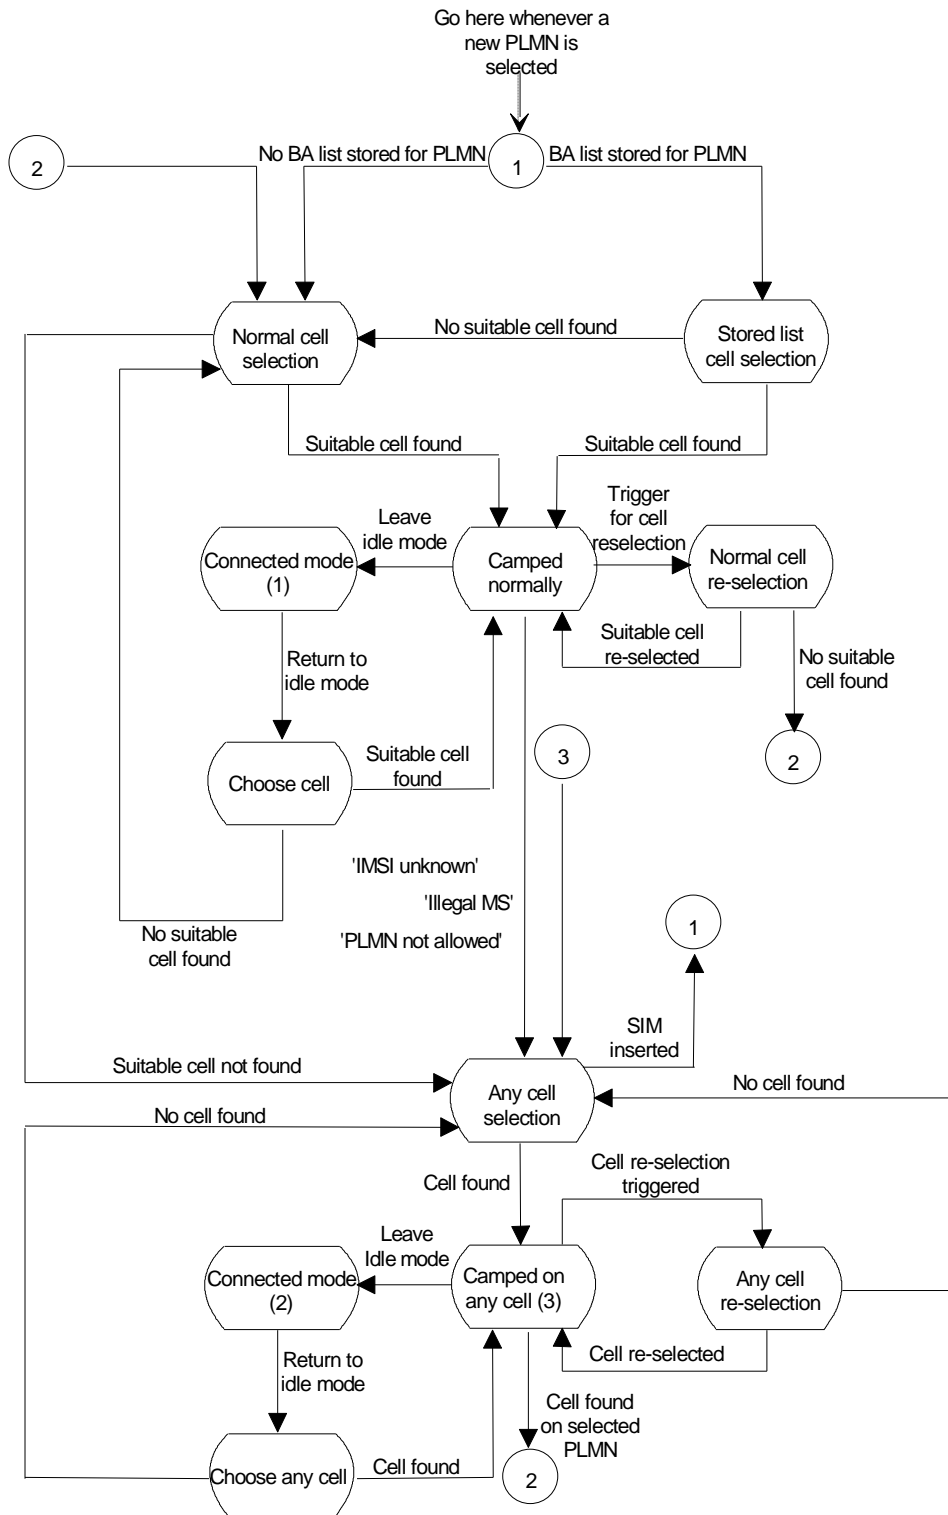 Go here whenever a
new PLMN is
selected
2
No BA list stored for PLMN
1
BA list stored for PLMN
Normal cell
selection
No suitable cell found
Stored list
cell selection
Suitable cell found
Suitable cell found
Leave
idle mode
Trigger
for cell
reselection
Connected mode
(1)
Camped
normally
Normal cell
re-selection
Suitable cell
re-selected
Return to
idle mode
No suitable
cell found
Choose cell
Suitable cell
found
3
2
'IMSI unknown'
'Illegal MS'
'PLMN not allowed'
No suitable
cell found
1
SIM
inserted
Suitable cell not found
Any cell
selection
No cell found
No cell found
Cell found
Cell re-selection
triggered
Leave
Idle mode
Connected mode
(2)
Camped on
any cell (3)
Any cell
re-selection
Return to
idle mode
Cell re-selected
Cell found
on selected
PLMN
Choose any cell
Cell found
2